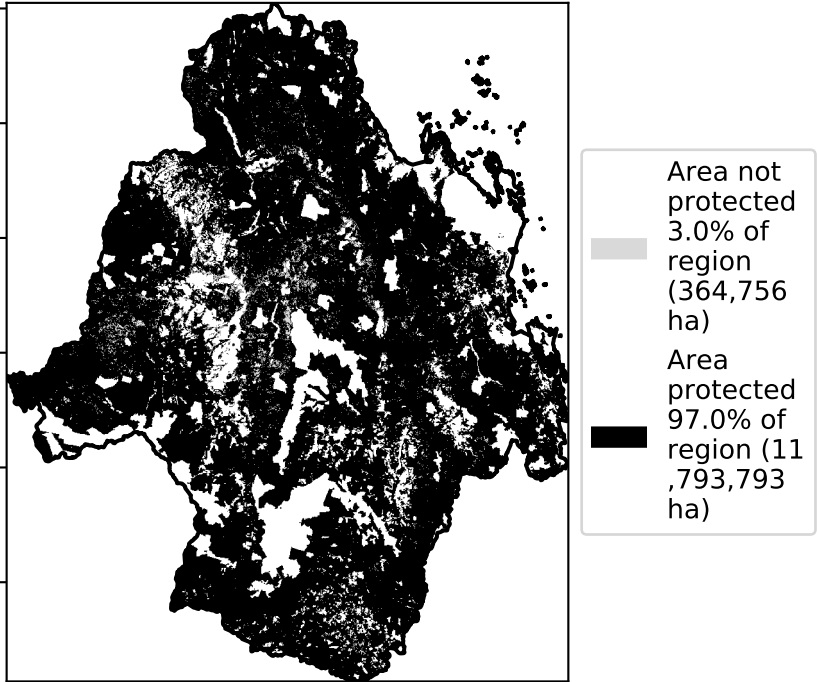 Area not
protected
3.0% of
region
(364,756
ha)
Area
protected
97.0% of
region (11
,793,793
ha)